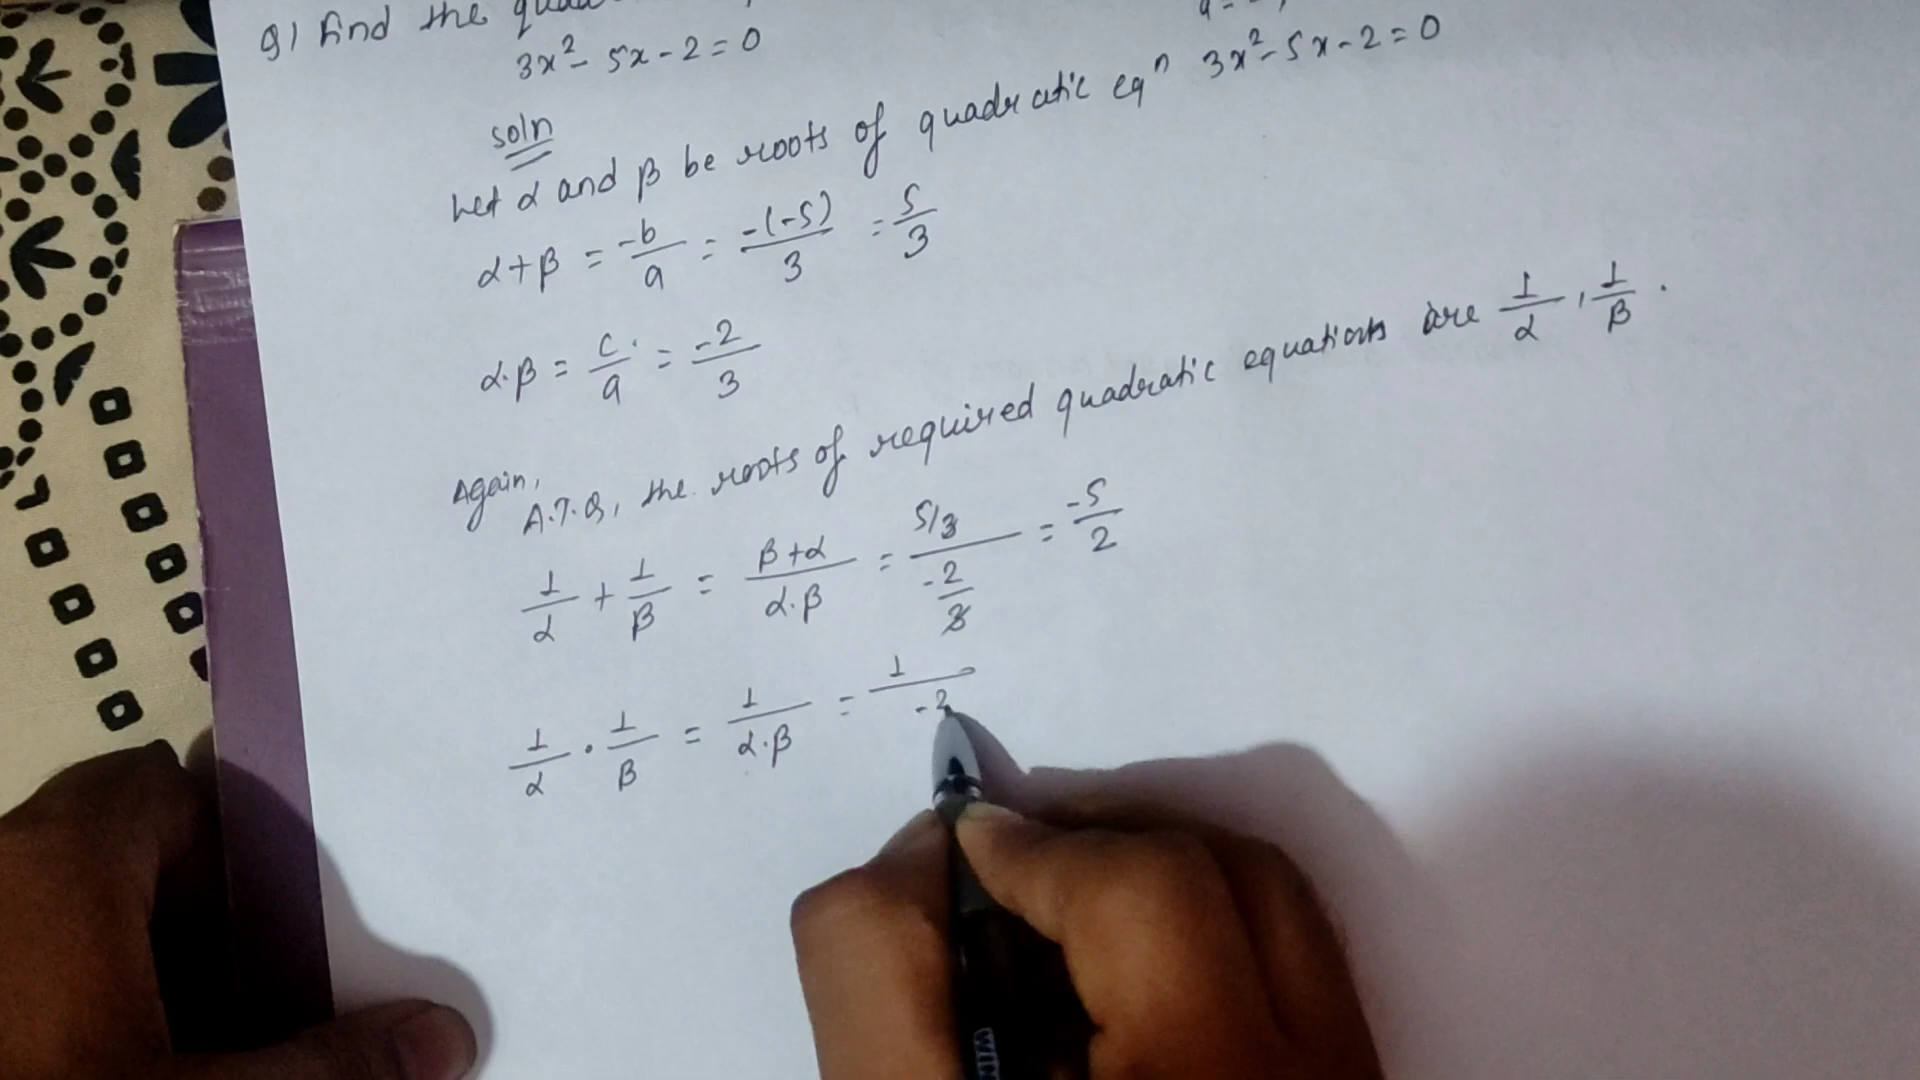 Q) Find the
3x² - 5x - 2 = 0
soln
Let α and β be roots of quadratic eqⁿ 3x² - 5x - 2 = 0
α+β = -b/a = -(-5)/3 = 5/3
α.β = c/a = -2/3
Again,
A.T.Q, the roots of required quadratic equations are 1/α , 1/β .
1/α + 1/β = β+α/α.β = 5/3/-2/3 = -5/2
1/α . 1/β = 1/α.β = 1/-2